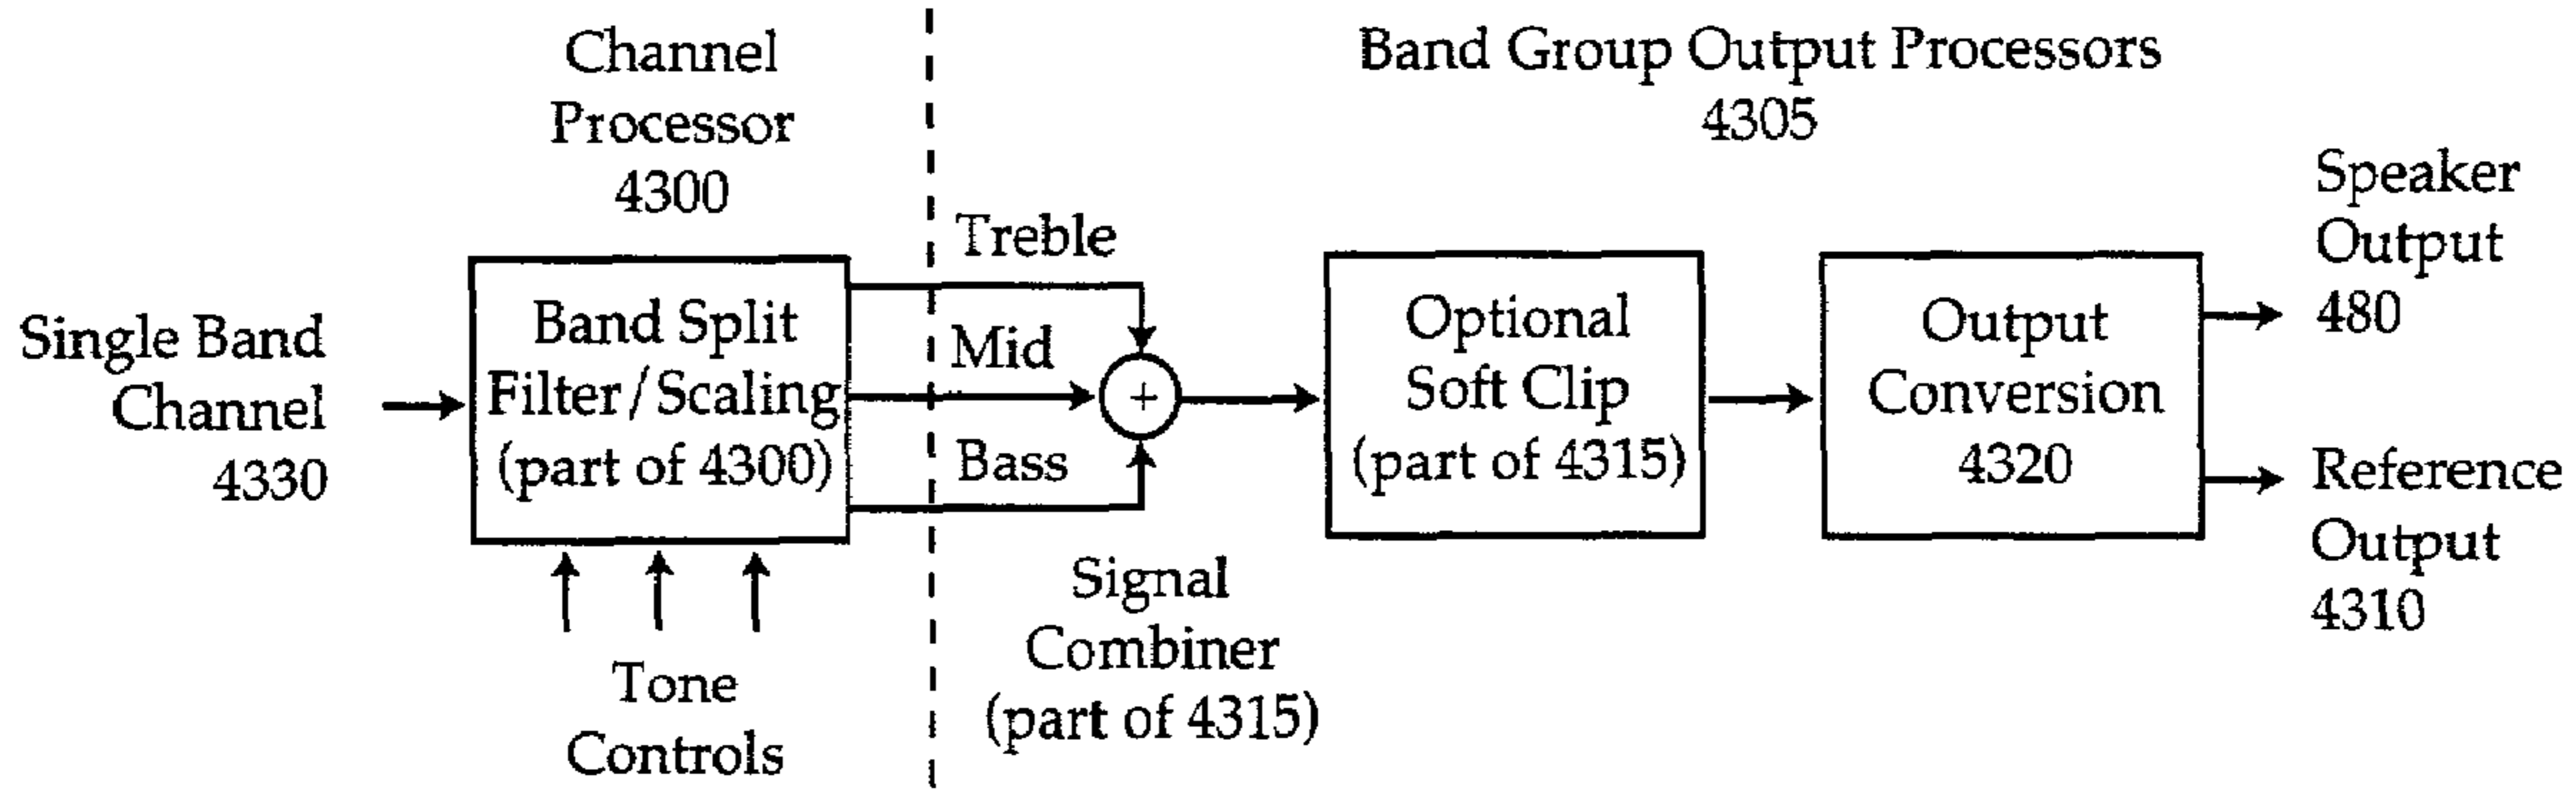 Channel
Processor
4300
Band Group Output Processors
4305
Single Band
Channel
4330
Band Split
Filter/Scaling
(part of 4300)
Tone
Controls
Treble
Mid
Bass
+
Signal
Combiner
(part of 4315)
Optional
Soft Clip
(part of 4315)
Output
Conversion
4320
Speaker
Output
480
Reference
Output
4310